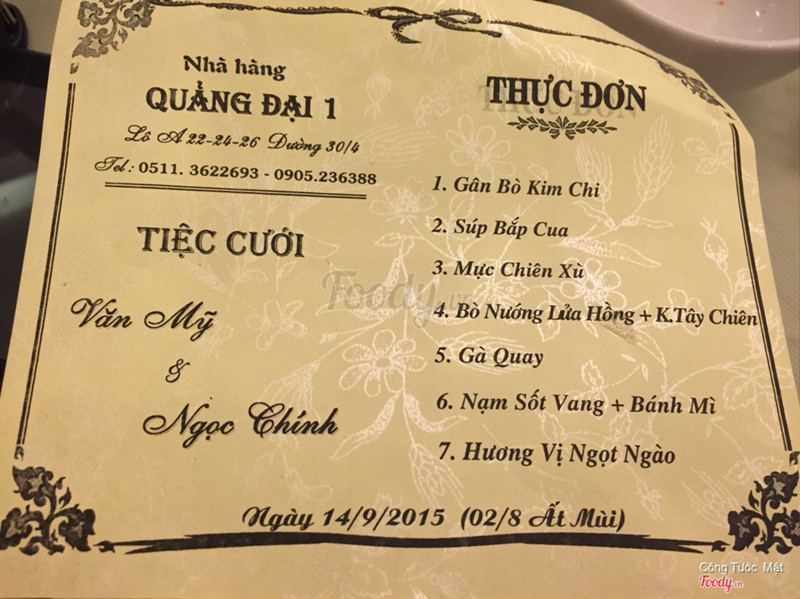 Nhà hàng
QUẢNG ĐẠI 1
Lô A 22-24-26 Đường 30/4
Tel.: 0511. 3622693 - 0905.236388
TIỆC CƯỚI
Văn Mỹ
&
Ngọc Chính
THỰC ĐƠN
1. Gân Bò Kim Chi
2. Súp Bắp Cua
3. Mực Chiên Xù
4. Bò Nướng Lửa Hồng + K.Tây Chiên
5. Gà Quay
6. Nạm Sốt Vang + Bánh Mì
7. Hương Vị Ngọt Ngào
Ngày 14/9/2015 (02/8 Ất Mùi)
Foody.vn
Công Tước Mật
Foody.vn